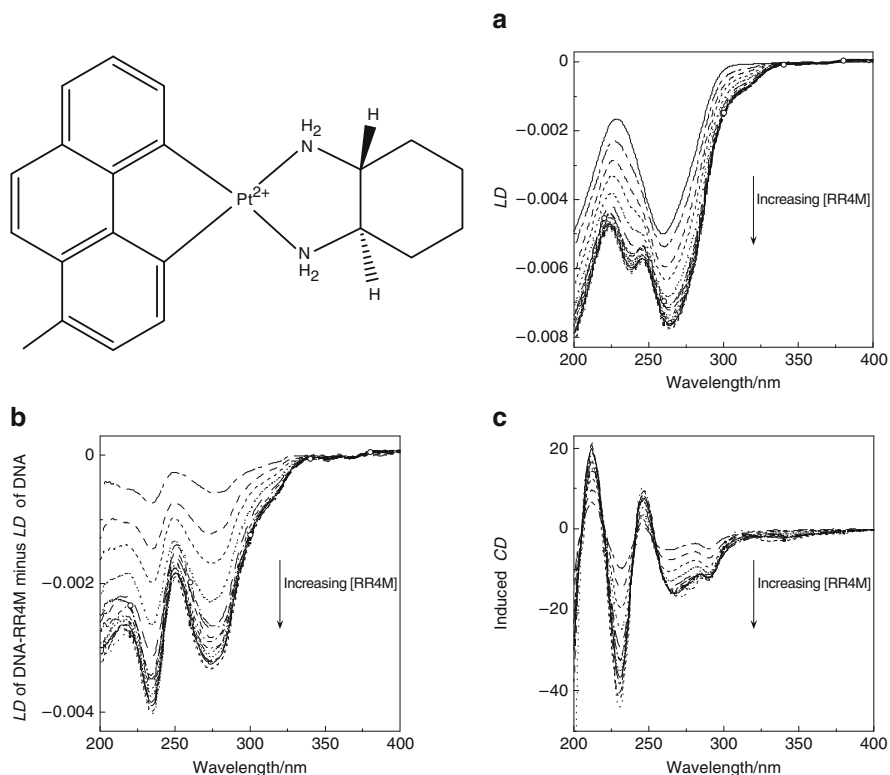 a
H
H2
N
Pt2+
N
H2
H
0
−0.002
−0.004
−0.006
−0.008
LD
Increasing [RR4M]
200 250 300 350 400
Wavelength/nm
b
0
−0.002
−0.004
LD of DNA-RR4M minus LD of DNA
Increasing [RR4M]
200 250 300 350 400
Wavelength/nm
c
20
0
−20
−40
Induced CD
Increasing [RR4M]
200 250 300 350 400
Wavelength/nm